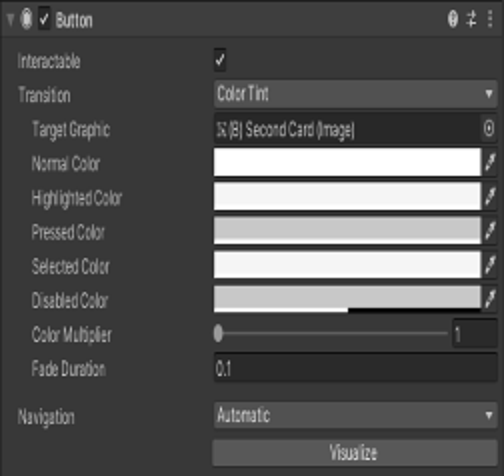 Button
Interactable
Transition Color Tint
Target Graphic (B) Second Card (Image)
Normal Color
Highlighted Color
Pressed Color
Selected Color
Disabled Color
Color Multiplier 1
Fade Duration 0.1
Navigation Automatic
Visualize